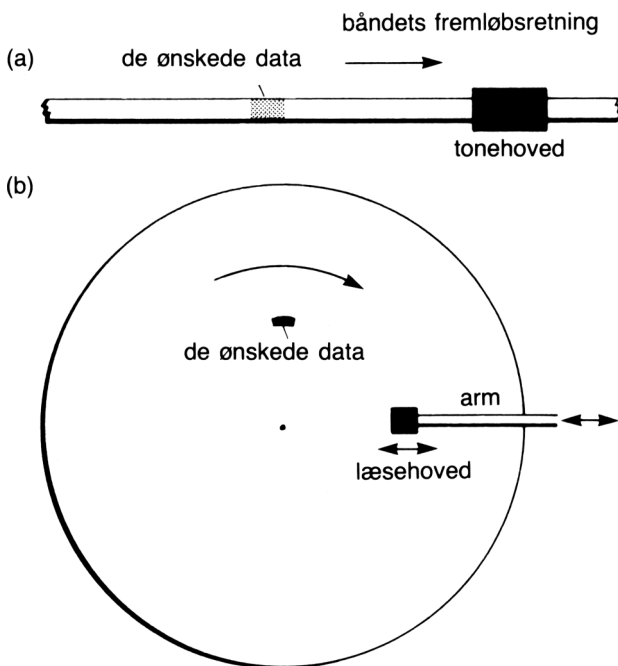 båndets fremløbsretning
(a)
de ønskede data
tonehoved
(b)
de ønskede data
arm
læsehoved